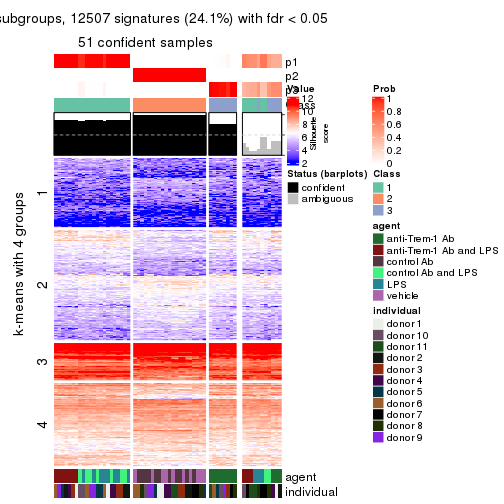 subgroups, 12507 signatures (24.1%) with fdr < 0.05
51 confident samples
p1
p2
p3
Class
Silhouette
score
k-means with 4 groups
1
2
3
4
agent
individual
Value
12
10
8
6
4
2
Prob
1
0.8
0.6
0.4
0.2
0
Status (barplots)
confident
ambiguous
Class
1
2
3
agent
anti-Trem-1 Ab
anti-Trem-1 Ab and LPS
control Ab
control Ab and LPS
LPS
vehicle
individual
donor 1
donor 10
donor 11
donor 2
donor 3
donor 4
donor 5
donor 6
donor 7
donor 8
donor 9